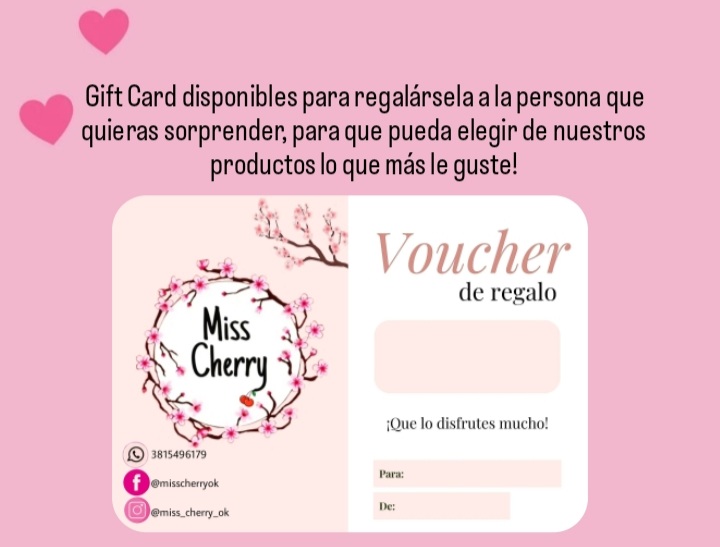 Gift Card disponibles para regalársela a la persona que
quieras sorprender, para que pueda elegir de nuestros
productos lo que más le guste!
Miss
Cherry
3815496179
@misscherryok
@miss_cherry_ok
Voucher
de regalo
¡Que lo disfrutes mucho!
Para:
De: